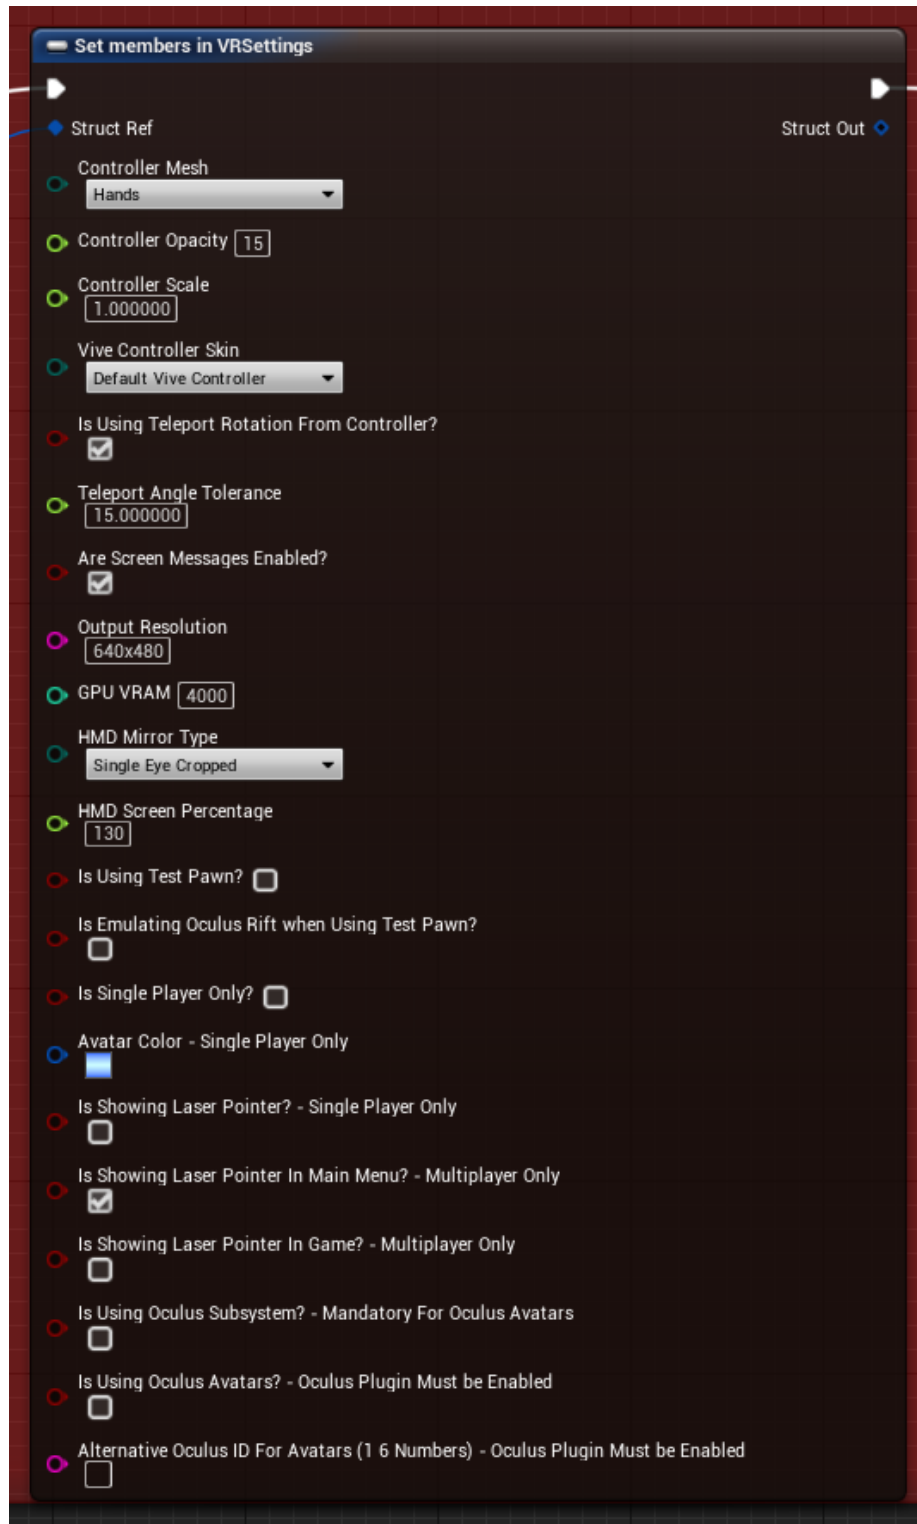 Set members in VRSettings
Struct Ref Struct Out
Controller Mesh
Hands
Controller Opacity 15
Controller Scale
1.000000
Vive Controller Skin
Default Vive Controller
Is Using Teleport Rotation From Controller?
Teleport Angle Tolerance
15.000000
Are Screen Messages Enabled?
Output Resolution
640x480
GPU VRAM 4000
HMD Mirror Type
Single Eye Cropped
HMD Screen Percentage
130
Is Using Test Pawn?
Is Emulating Oculus Rift when Using Test Pawn?
Is Single Player Only?
Avatar Color - Single Player Only
Is Showing Laser Pointer? - Single Player Only
Is Showing Laser Pointer In Main Menu? - Multiplayer Only
Is Showing Laser Pointer In Game? - Multiplayer Only
Is Using Oculus Subsystem? - Mandatory For Oculus Avatars
Is Using Oculus Avatars? - Oculus Plugin Must be Enabled
Alternative Oculus ID For Avatars (1 6 Numbers) - Oculus Plugin Must be Enabled